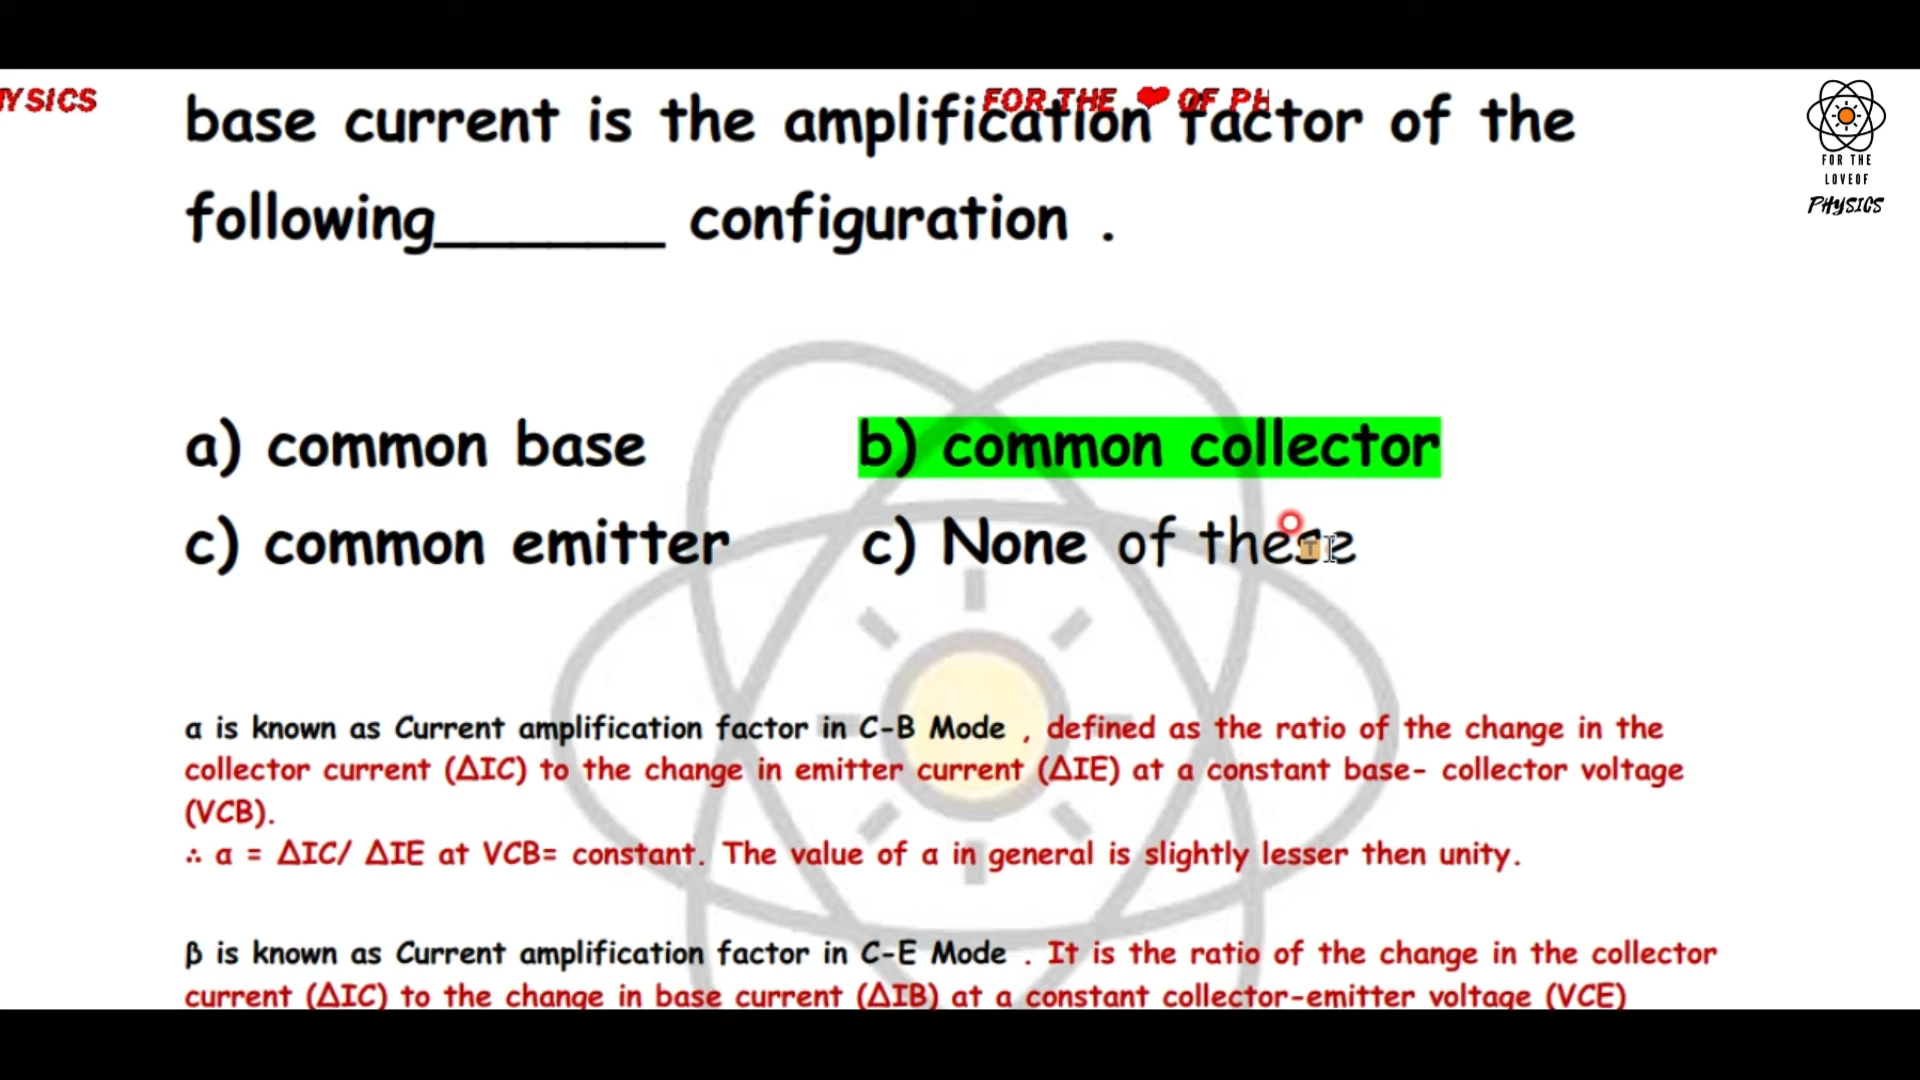 YSICS
FOR THE ❤ OF PH
base current is the amplification factor of the
following______ configuration .
FOR THE
LOVEOF
PHYSICS
a) common base b) common collector
c) common emitter c) None of these
α is known as Current amplification factor in C-B Mode , defined as the ratio of the change in the
collector current (ΔIC) to the change in emitter current (ΔIE) at a constant base- collector voltage
(VCB).
∴ α = ΔIC/ ΔIE at VCB= constant. The value of α in general is slightly lesser then unity.
β is known as Current amplification factor in C-E Mode . It is the ratio of the change in the collector
current (ΔIC) to the change in base current (ΔIB) at a constant collector-emitter voltage (VCE)